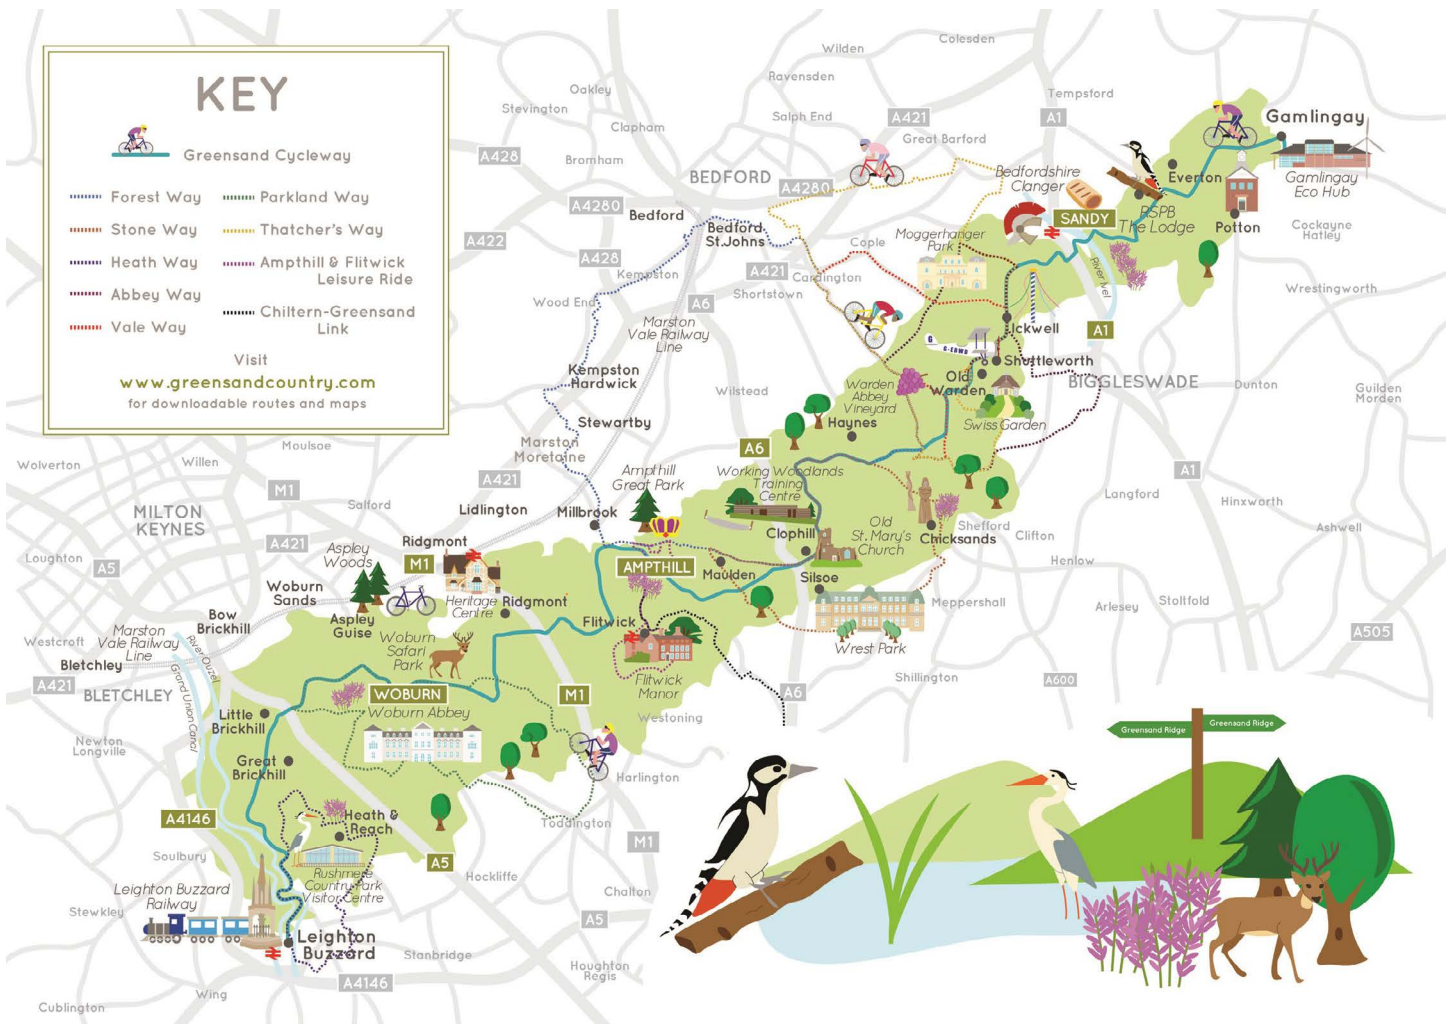 KEY
Greensand Cycleway
Forest Way
Stone Way
Heath Way
Abbey Way
Vale Way
Parkland Way
Thatcher's Way
Ampthill & Flitwick
Leisure Ride
Chiltern-Greensand
Link
Visit
www.greensandcountry.com
for downloadable routes and maps
Colesden
Wilden
Ravensden
Oakley
Stevington
Salph End
Clapham
Tempsford
A421
A1
Great Barford
Gamlingay
A428
Bromham
BEDFORD
A4280
Bedfordshire
Clanger
Everton
Gamlingay
Eco Hub
A4280
Bedford
Bedford
St.Johns
SANDY
RSPB
The Lodge
Potton
Cockayne
Hatley
A422
A428
Kempston
Cople
Moggerhanger
Park
A421
Cardington
Shortstown
River Ivel
Wrestingworth
Wood End
A6
Marston
Vale Railway
Line
G
G-EBWD
Ickwell
A1
Shuttleworth
Kempston
Hardwick
Wilstead
Warden
Abbey
Vineyard
Old
Warden
BIGGLESWADE
Dunton
Guilden
Morden
Stewartby
Haynes
Swiss Garden
Moulsoe
Marston
Moretaine
A6
Wolverton
Willen
Ampthill
Great Park
Working Woodlands
Training
Centre
A1
M1
A421
Salford
Lidlington
Millbrook
Langford
Hinxworth
MILTON
KEYNES
Clophill
Old
St. Mary's
Church
Shefford
Chicksands
Clifton
Ashwell
A421
Aspley
Woods
Ridgmont
M1
Loughton
A5
AMPTHILL
Maulden
Silsoe
Henlow
Woburn
Sands
Heritage
Centre
Ridgmont
Meppershall
Arlesey
Stotfold
Bow
Brickhill
Aspley
Guise
Flitwick
A505
Westcroft
Marston
Vale Railway
Line
River Ouzel
Woburn
Safari
Park
Wrest Park
Bletchley
Grand Union Canal
A421
BLETCHLEY
WOBURN
M1
Flitwick
Manor
A6
Shillington
A600
Little
Brickhill
Woburn Abbey
Westoning
Newton
Longville
Great
Brickhill
Harlington
Greensand Ridge
Greensand Ridge
A4146
Heath &
Reach
Toddington
M1
Soulbury
A5
Rushmere
Country Park
Visitor Centre
Hockliffe
Leighton Buzzard
Railway
Chalton
Stewkley
A5
Leighton
Buzzard
Stanbridge
Houghton
Regis
A4146
Wing
Cublington